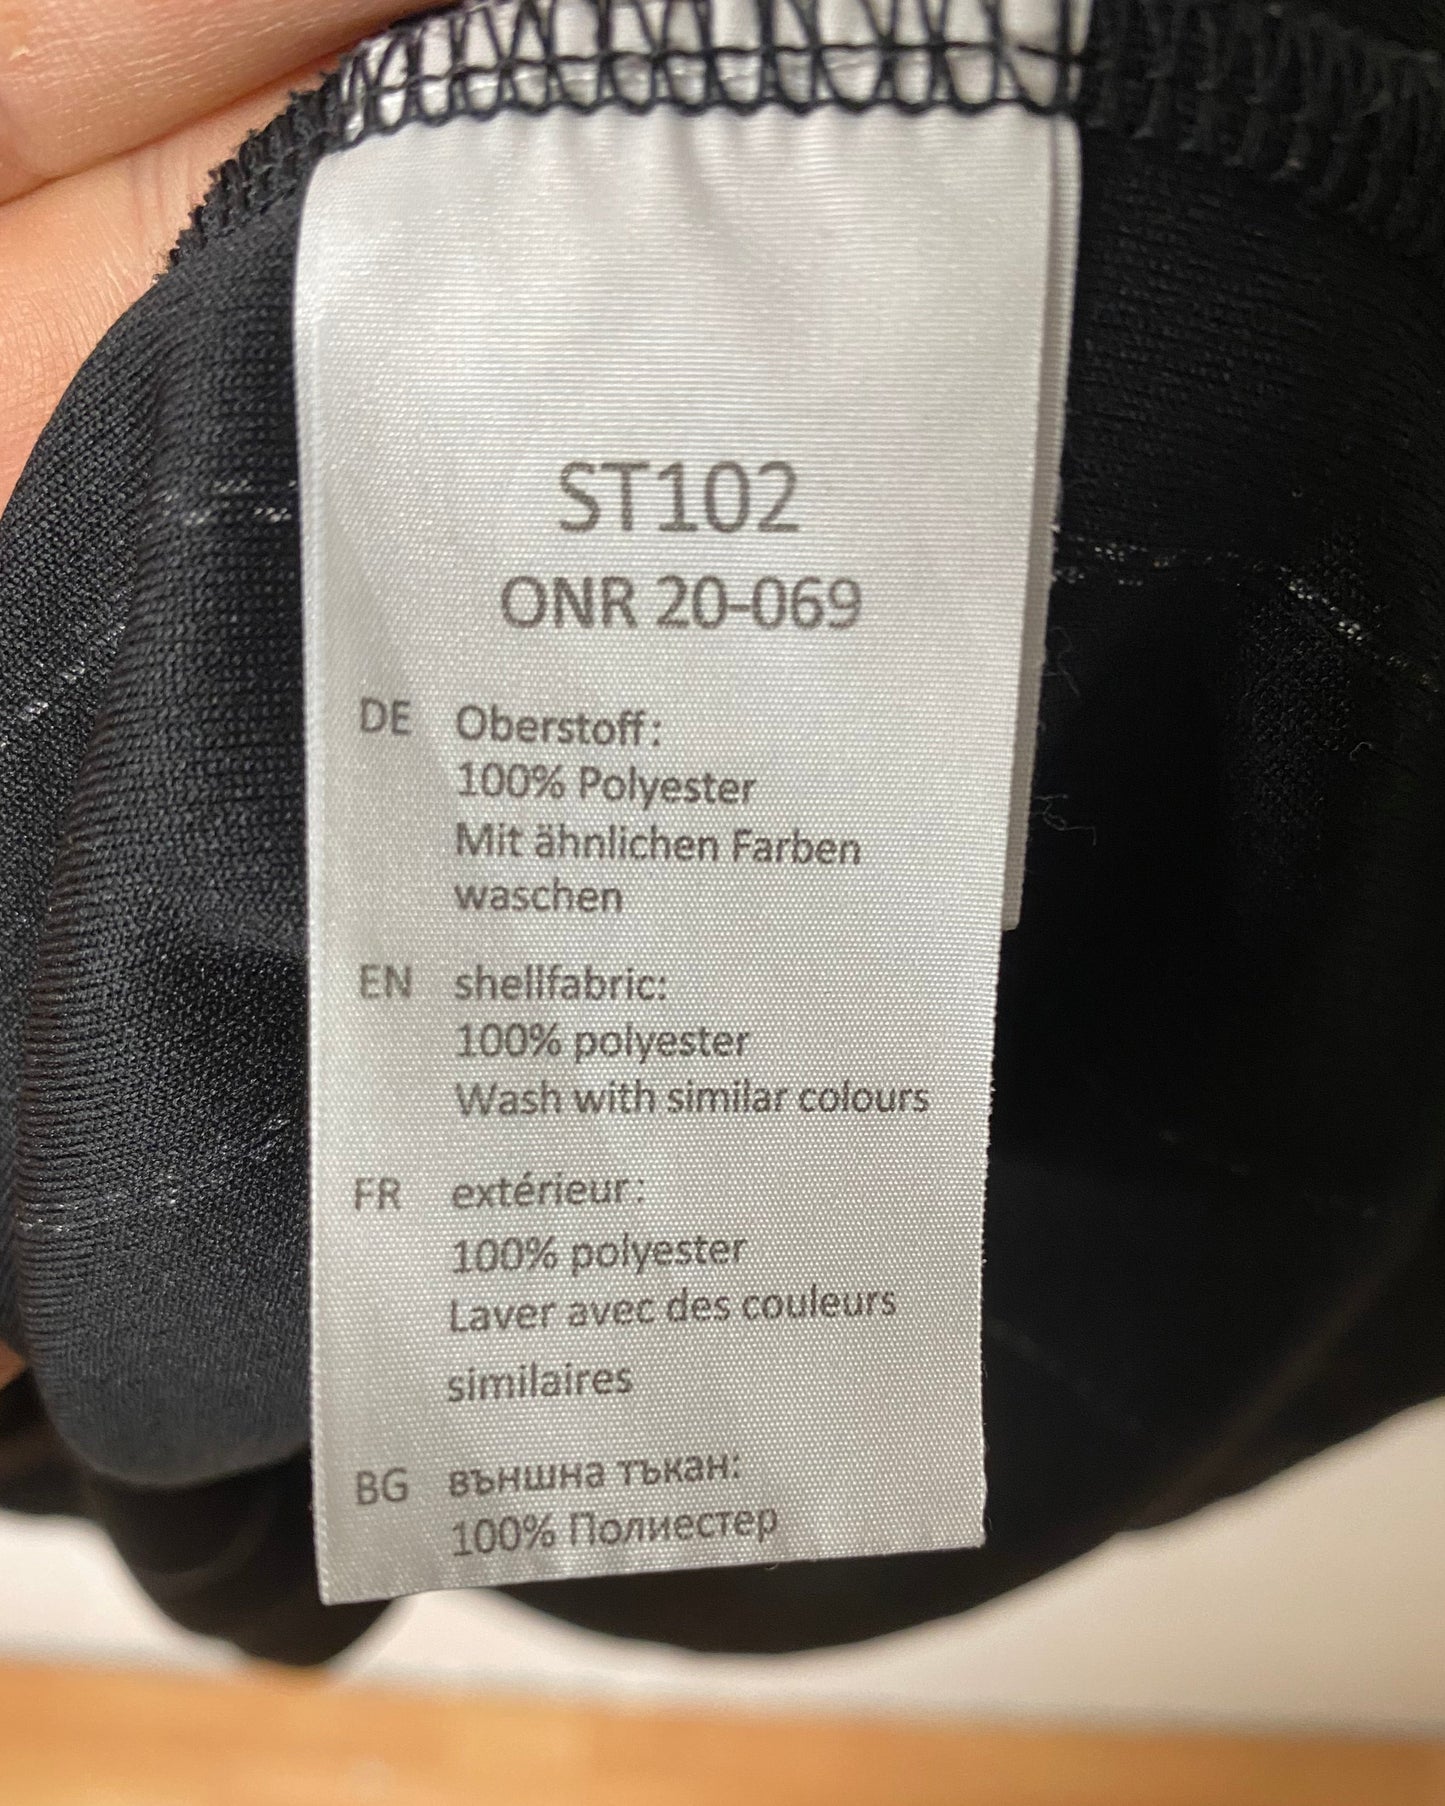 ST102
ONR 20-069
DE Oberstoff:
100% Polyester
Mit ähnlichen Farben
waschen
EN shellfabric:
100% polyester
Wash with similar colours
FR extérieur:
100% polyester
Laver avec des couleurs
similaires
BG външна тъкан:
100% Полиестер